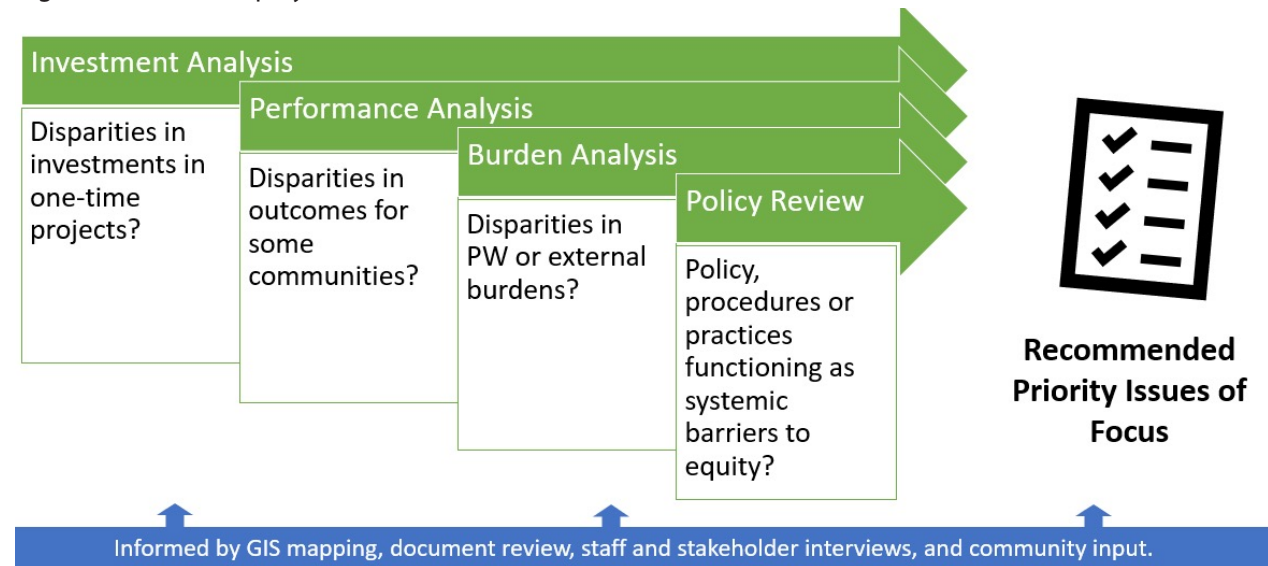 Investment Analysis
Disparities in
investments in
one-time
projects?
Performance Analysis
Disparities in
outcomes for
some
communities?
Burden Analysis
Disparities in
PW or external
burdens?
Policy Review
Policy,
procedures or
practices
functioning as
systemic
barriers to
equity?
Recommended
Priority Issues of
Focus
Informed by GIS mapping, document review, staff and stakeholder interviews, and community input.